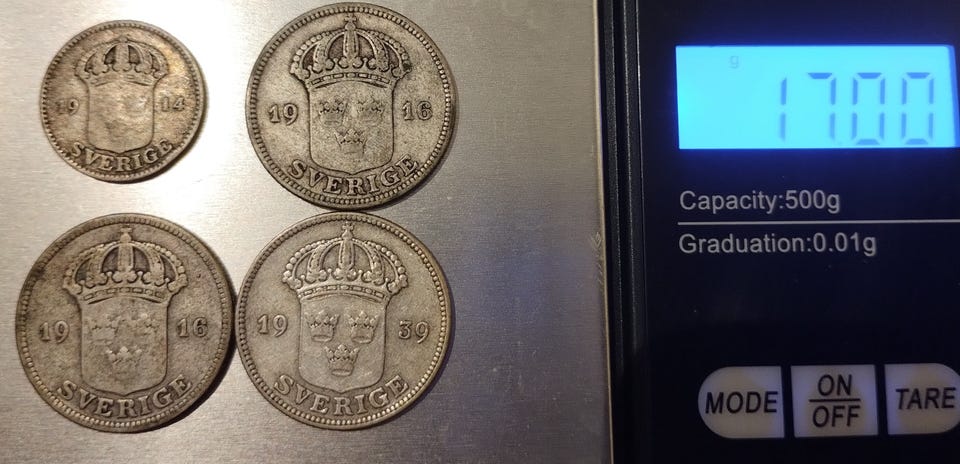 19 14
SVERIGE
19 16
SVERIGE
19 16
SVERIGE
19 39
SVERIGE
g
17.00
Capacity:500g
Graduation:0.01g
MODE
ON
OFF
TARE